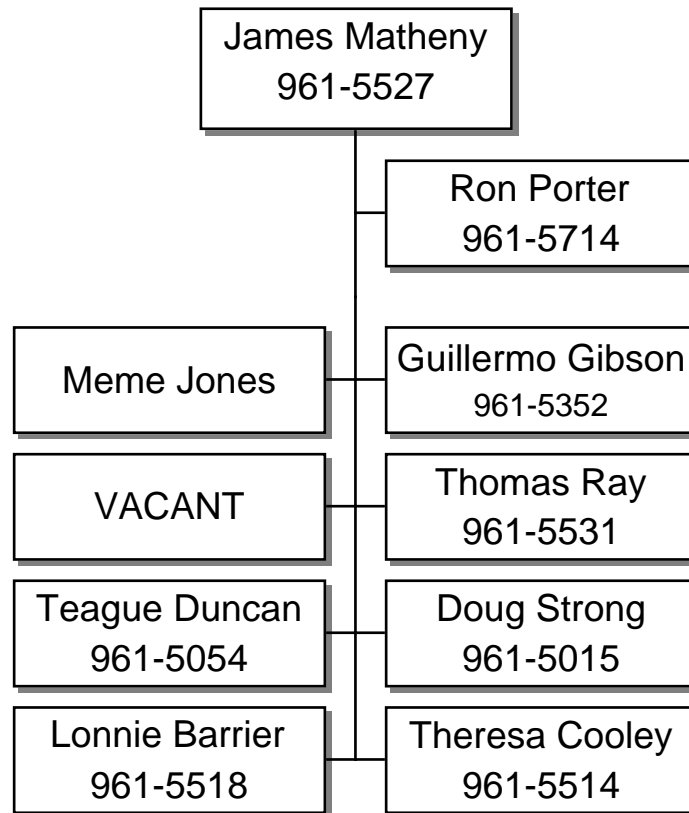 James Matheny
961-5527
Ron Porter
961-5714
Meme Jones
Guillermo Gibson
961-5352
VACANT
Thomas Ray
961-5531
Teague Duncan
961-5054
Doug Strong
961-5015
Lonnie Barrier
961-5518
Theresa Cooley
961-5514